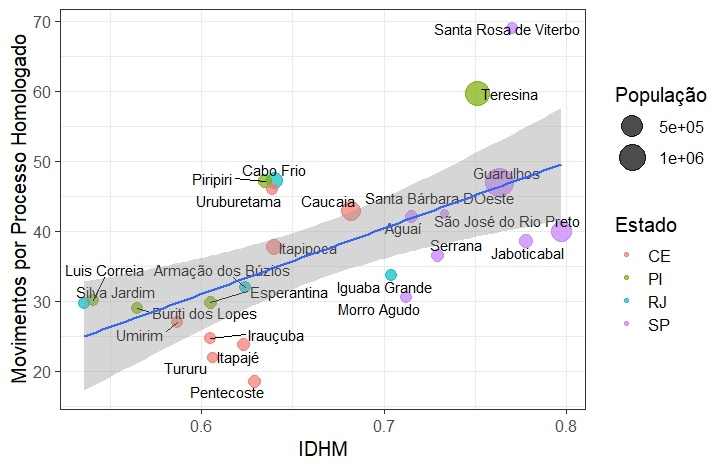 70
60
50
40
30
20
Movimentos por Processo Homologado
Santa Rosa de Viterbo
Teresina
Cabo Frio
Piripiri
Guarulhos
Uruburetama
Caucaia
Santa Bárbara DOeste
São José do Rio Preto
Aguaí
Itapipoca
Serrana
Jaboticabal
Luis Correia
Armação dos Búzios
Silva Jardim
Esperantina
Iguaba Grande
Morro Agudo
Buriti dos Lopes
Umirim
Irauçuba
Itapajé
Tururu
Pentecoste
0.6
0.7
0.8
IDHM
População
5e+05
1e+06
Estado
CE
PI
RJ
SP